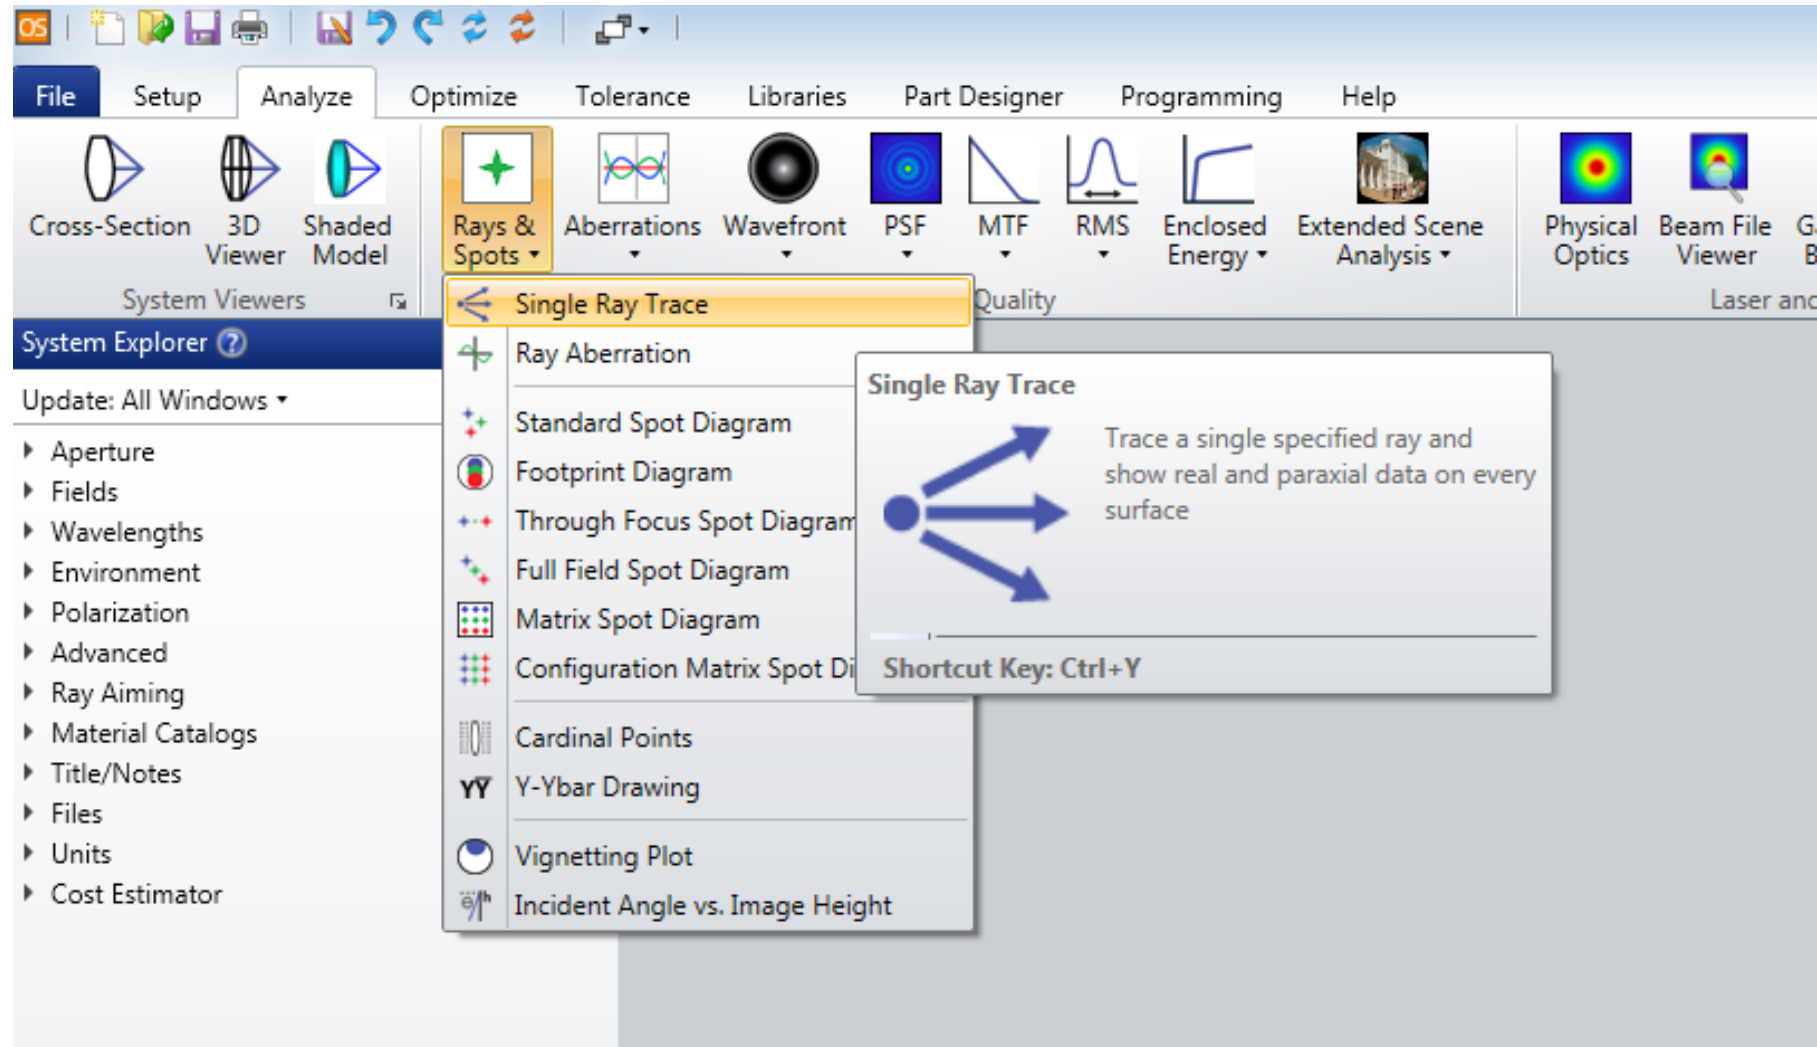 OS
File Setup Analyze Optimize Tolerance Libraries Part Designer Programming Help
Cross-Section
3D
Viewer
Shaded
Model
Rays &
Spots
Aberrations
Wavefront
PSF
MTF
RMS
Enclosed
Energy
Extended Scene
Analysis
Physical
Optics
Beam File
Viewer
System Viewers
Quality
Laser and
System Explorer
Update: All Windows
Aperture
Fields
Wavelengths
Environment
Polarization
Advanced
Ray Aiming
Material Catalogs
Title/Notes
Files
Units
Cost Estimator
Single Ray Trace
Ray Aberration
Standard Spot Diagram
Footprint Diagram
Through Focus Spot Diagram
Full Field Spot Diagram
Matrix Spot Diagram
Configuration Matrix Spot Di
Cardinal Points
YY Y-Ybar Drawing
Vignetting Plot
Incident Angle vs. Image Height
Single Ray Trace
Trace a single specified ray and
show real and paraxial data on every
surface
Shortcut Key: Ctrl+Y